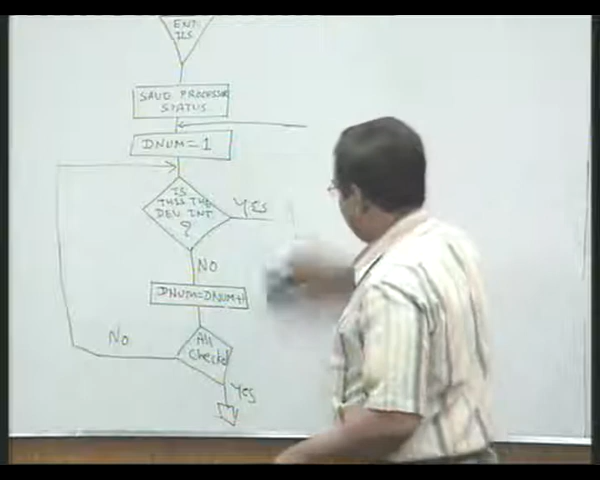 ENT
ILS
SAVE PROCESSOR
STATUS
DNUM = 1
IS
THIS THE
DEV INT
?
YES
NO
DNUM=DNUM+1
All
Checked
No
Yes